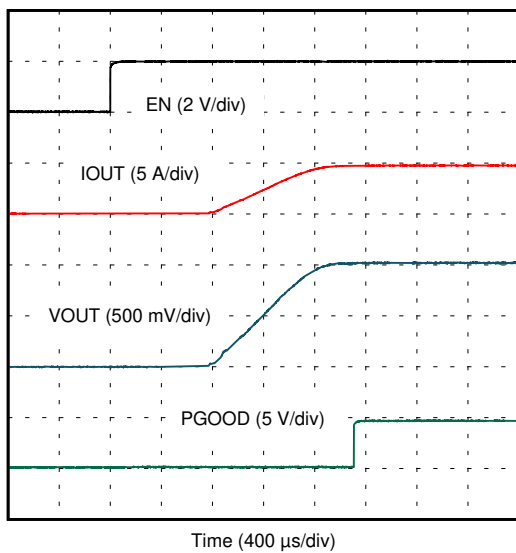 EN (2 V/div)
IOUT (5 A/div)
VOUT (500 mV/div)
PGOOD (5 V/div)
Time (400 µs/div)